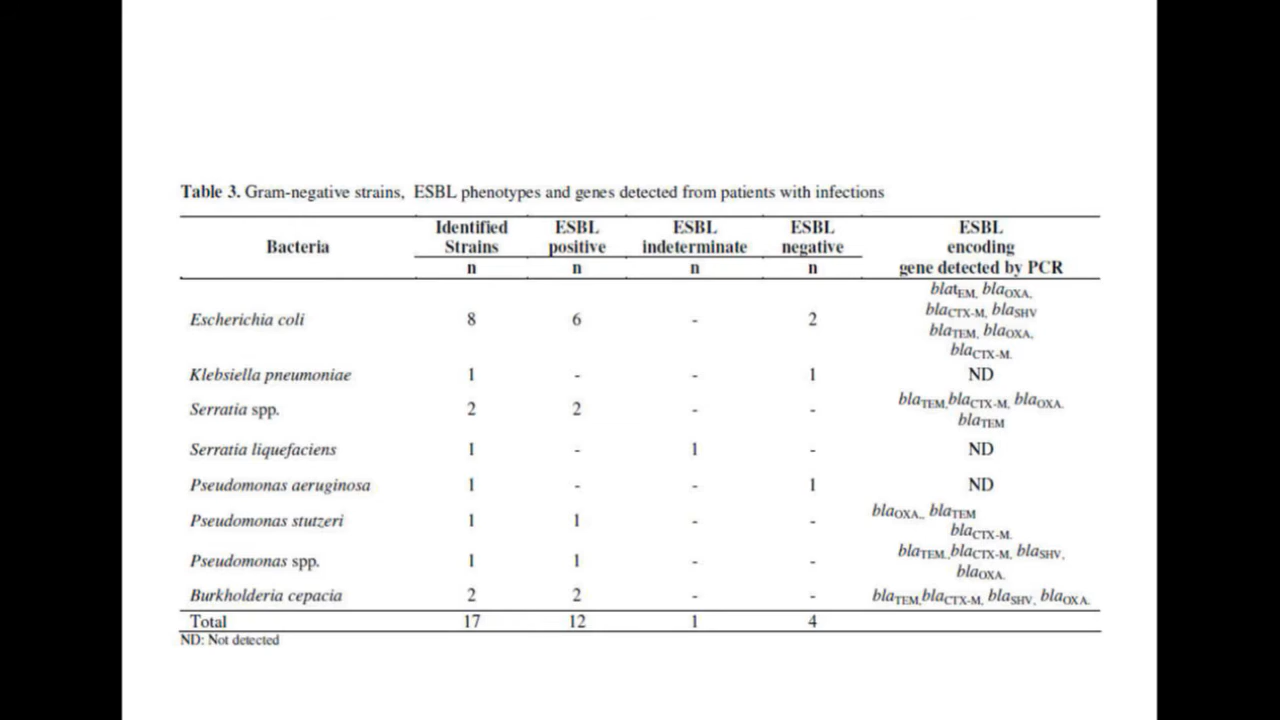 Table 3. Gram-negative strains, ESBL phenotypes and genes detected from patients with infections
Bacteria Identified Strains ESBL positive ESBL indeterminate ESBL negative ESBL encoding gene detected by PCR
n n n n
Escherichia coli 8 6 - - 2 blatEM, blaOXA,
blaCTX-M, blaSHV
blaTEM, blaOXA,
blaCTX-M.
Klebsiella pneumoniae 1 - - 1 ND
Serratia spp. 2 2 - - blaTEM,blaCTX-M, blaOXA.
blaTEM
Serratia liquefaciens 1 - 1 - ND
Pseudomonas aeruginosa 1 - - 1 ND
Pseudomonas stutzeri 1 1 - - blaOXA,, blaTEM
blaCTX-M.
Pseudomonas spp. 1 1 - - blaTEM,blaCTX-M, blaSHV,
blaOXA.
Burkholderia cepacia 2 2 - - blaTEM,blaCTX-M, blaSHV, blaOXA.
Total 17 12 1 4
ND: Not detected